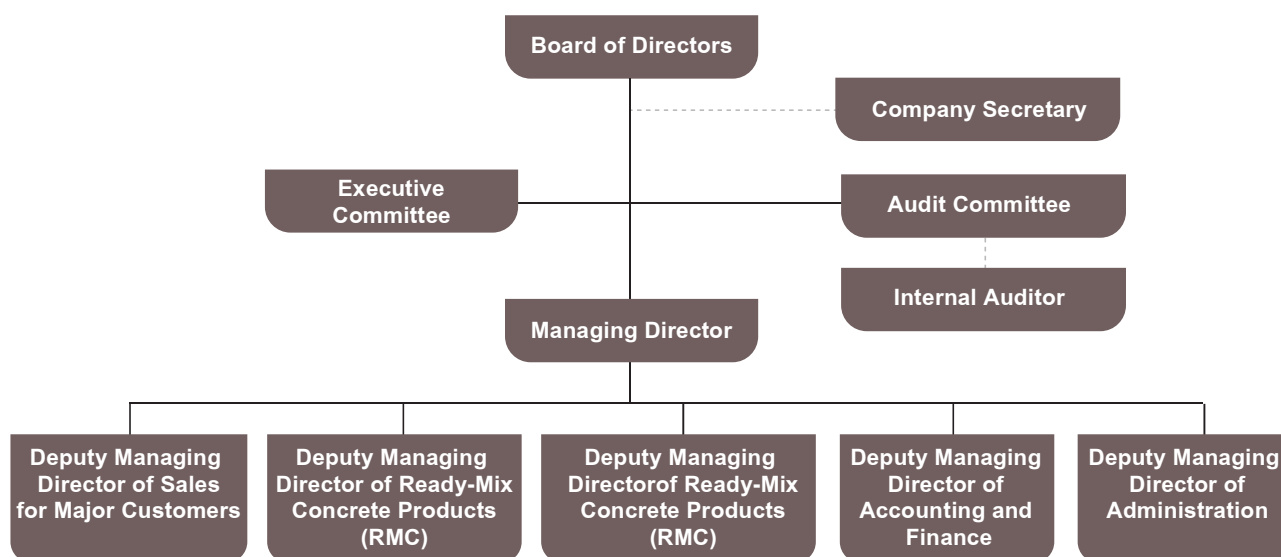 Board of Directors
Company Secretary
Executive
Committee
Audit Committee
Internal Auditor
Managing Director
Deputy Managing
Director of Sales
for Major Customers
Deputy Managing
Director of Ready-Mix
Concrete Products
(RMC)
Deputy Managing
Directorof Ready-Mix
Concrete Products
(RMC)
Deputy Managing
Director of
Accounting and
Finance
Deputy Managing
Director of
Administration